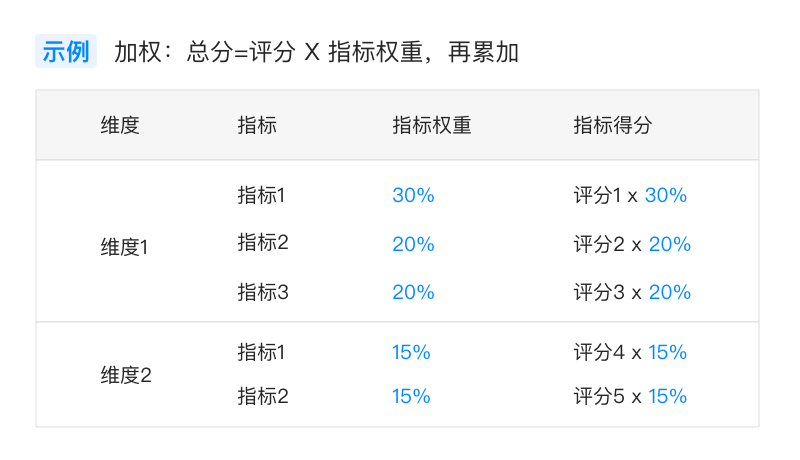 示例 加权：总分=评分 X 指标权重，再累加
维度 指标 指标权重 指标得分
指标1 30% 评分1 x 30%
维度1 指标2 20% 评分2 x 20%
指标3 20% 评分3 x 20%
指标1 15% 评分4 x 15%
维度2
指标2 15% 评分5 x 15%